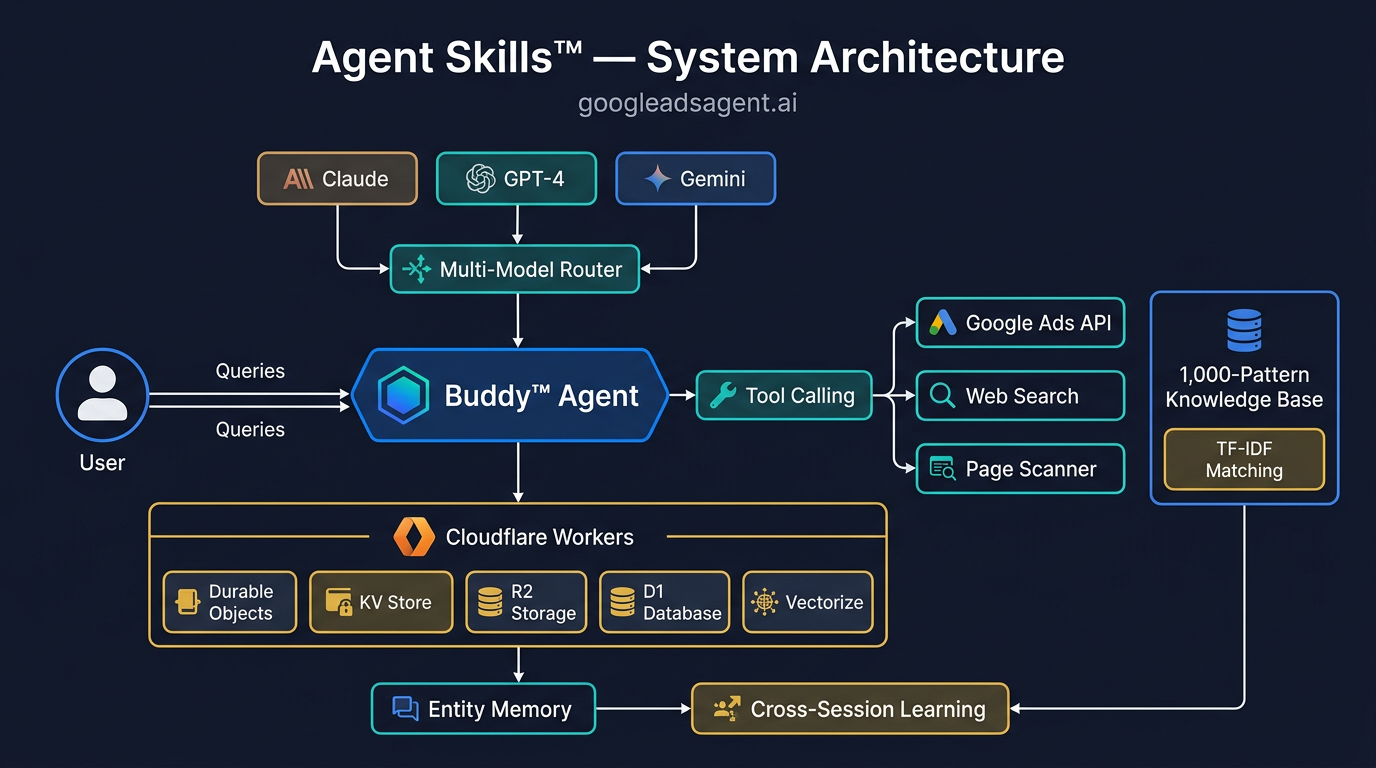 Agent Skills™ — System Architecture
googleadsagent.ai
Claude
GPT-4
Gemini
Multi-Model Router
Queries
Queries
User
Buddy™ Agent
Tool Calling
Google Ads API
Web Search
Page Scanner
1,000-Pattern
Knowledge Base
TF-IDF
Matching
Cloudflare Workers
Durable
Objects
KV Store
R2
Storage
D1
Database
Vectorize
Entity Memory
Cross-Session Learning